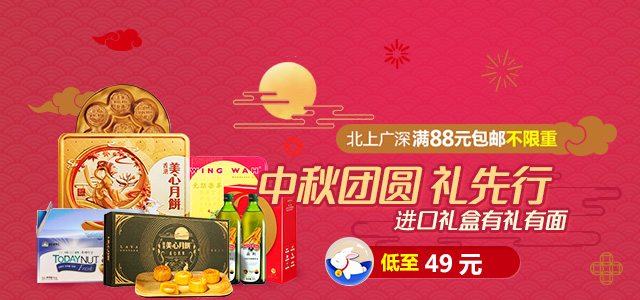 北上广深满88元包邮不限重
中秋团圆 礼先行
进口礼盒有礼有面
低至 49 元
美心月餅
WING WAH
TODAYNUT
LAVA
美心月餅